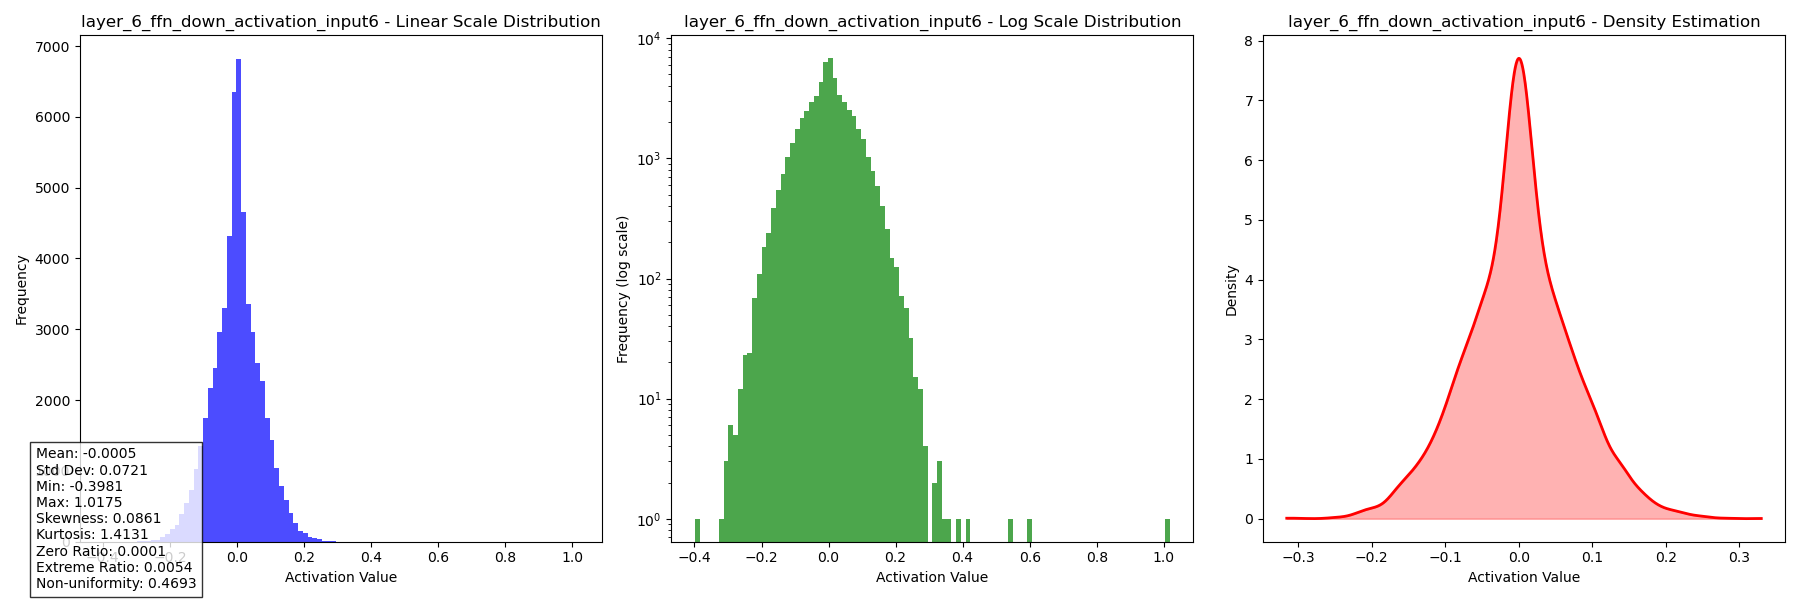 layer_6_ffn_down_activation_input6 - Linear Scale Distribution
7000
6000
5000
4000
3000
2000
Frequency
Mean: -0.0005
Std Dev: 0.0721
Min: -0.3981
Max: 1.0175
Skewness: 0.0861
Kurtosis: 1.4131
Zero Ratio: 0.0001
Extreme Ratio: 0.0054
Non-uniformity: 0.4693
0.0 0.2 0.4 0.6 0.8 1.0
Activation Value
layer_6_ffn_down_activation_input6 - Log Scale Distribution
10⁴
10³
10²
10¹
10⁰
Frequency (log scale)
−0.4 −0.2 0.0 0.2 0.4 0.6 0.8 1.0
Activation Value
layer_6_ffn_down_activation_input6 - Density Estimation
8
7
6
5
4
3
2
1
0
Density
−0.3 −0.2 −0.1 0.0 0.1 0.2 0.3
Activation Value